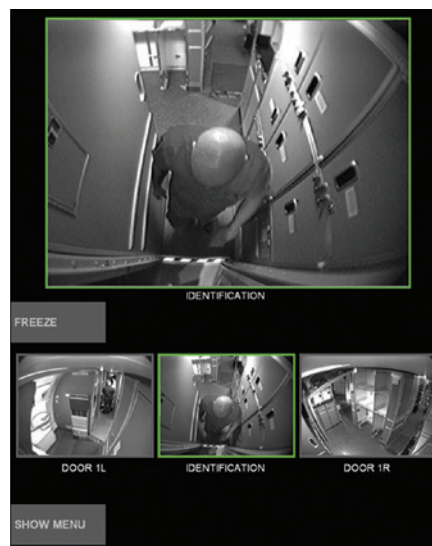 IDENTIFICATION
FREEZE
DOOR 1L
IDENTIFICATION
DOOR 1R
SHOW MENU